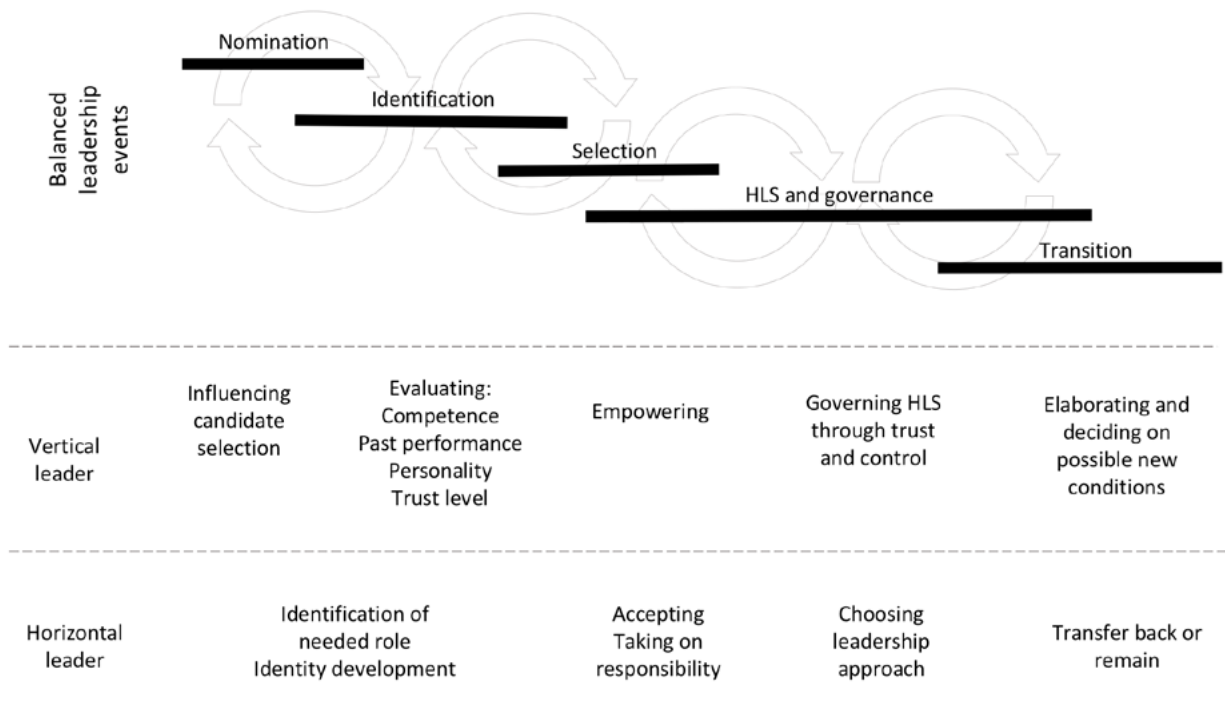 Balanced
leadership
events
Nomination
Identification
Selection
HLS and governance
Transition
Vertical
leader
Influencing
candidate
selection
Evaluating:
Competence
Past performance
Personality
Trust level
Empowering
Governing HLS
through trust
and control
Elaborating and
deciding on
possible new
conditions
Horizontal
leader
Identification of
needed role
Identity development
Accepting
Taking on
responsibility
Choosing
leadership
approach
Transfer back or
remain